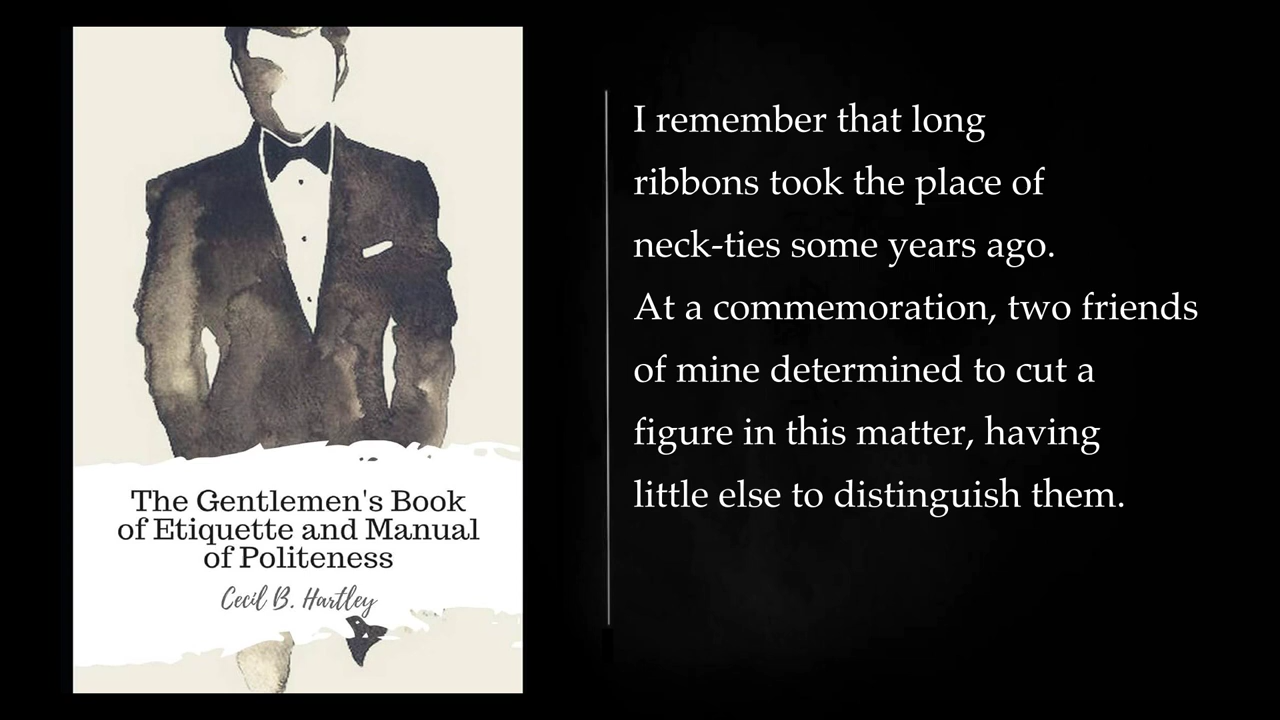 The Gentlemen's Book
of Etiquette and Manual
of Politeness
Cecil B. Hartley
I remember that long
ribbons took the place of
neck-ties some years ago.
At a commemoration, two friends
of mine determined to cut a
figure in this matter, having
little else to distinguish them.